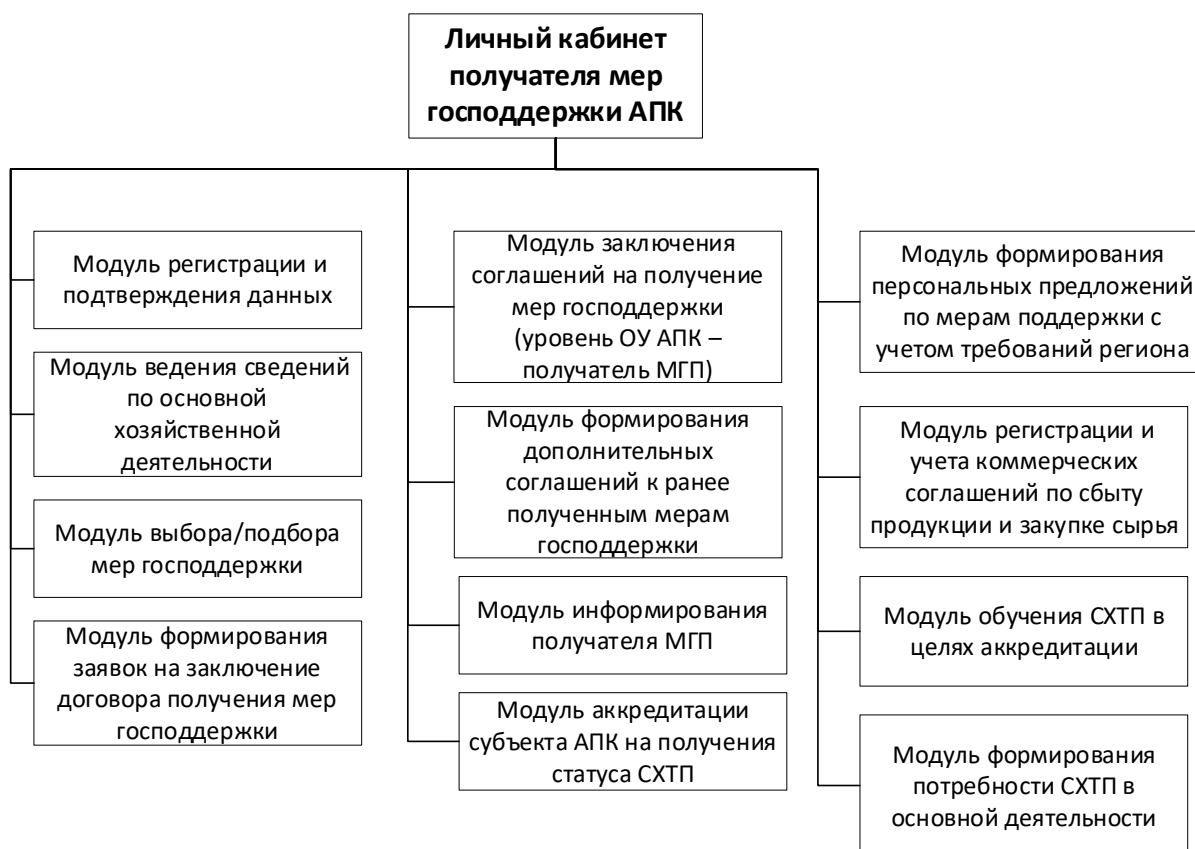 Личный кабинет
получателя мер
господдержки АПК
Модуль регистрации и
подтверждения данных
Модуль ведения сведений
по основной
хозяйственной
деятельности
Модуль выбора/подбора
мер господдержки
Модуль формирования
заявок на заключение
договора получения мер
господдержки
Модуль заключения
соглашений на получение
мер господдержки
(уровень ОУ АПК –
получатель МГП)
Модуль формирования
дополнительных
соглашений к ранее
полученным мерам
господдержки
Модуль информирования
получателя МГП
Модуль аккредитации
субъекта АПК на получения
статуса СХТП
Модуль формирования
персональных предложений
по мерам поддержки с
учетом требований региона
Модуль регистрации и
учета коммерческих
соглашений по сбыту
продукции и закупке сырья
Модуль обучения СХТП в
целях аккредитации
Модуль формирования
потребности СХТП в
основной деятельности